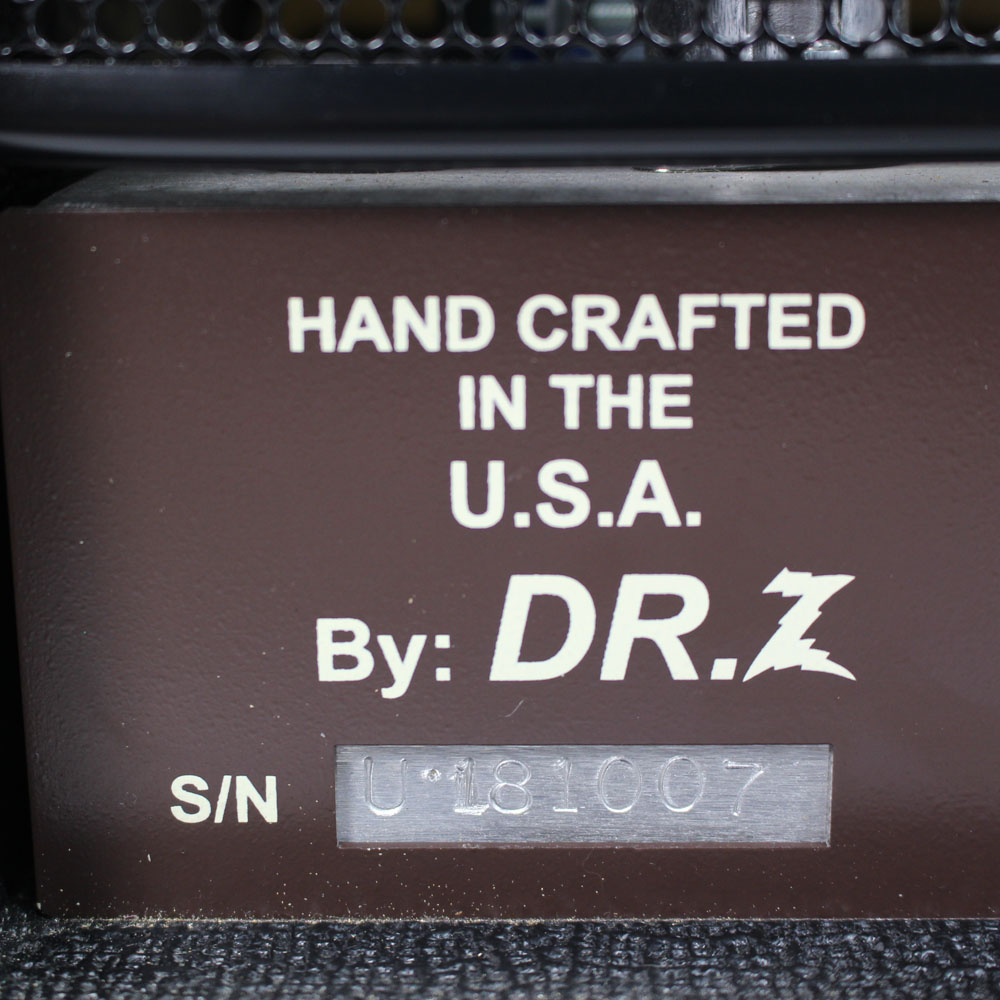 HAND CRAFTED
IN THE
U.S.A.
By: DR.Z
S/N U 181007